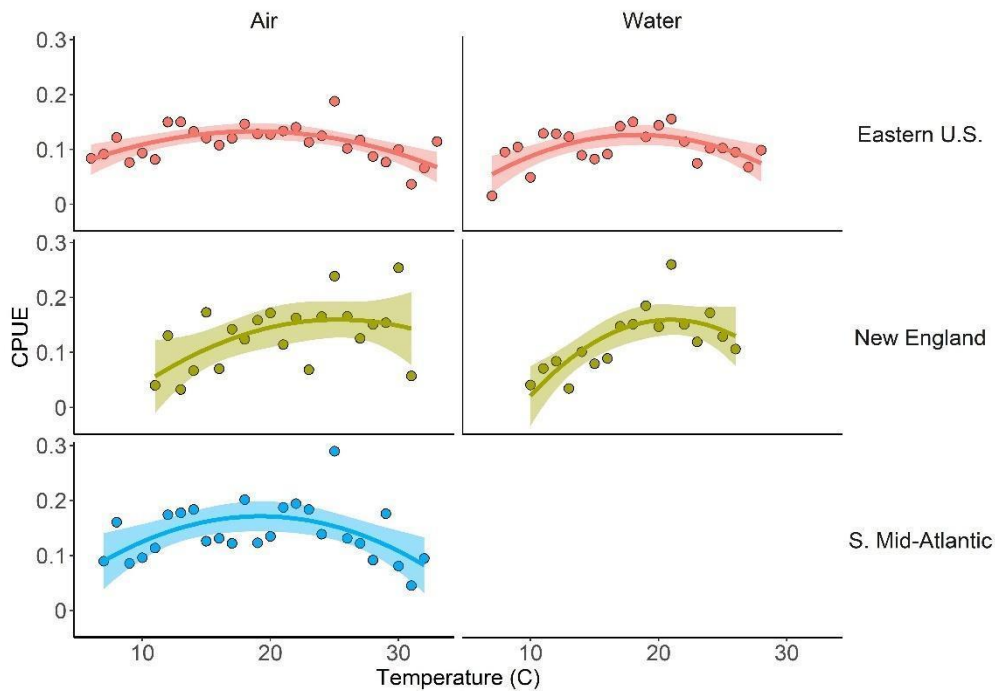 Air Water
0.3
0.2
0.1
0
Eastern U.S.
0.3
0.2
0.1
0
New England
CPUE
0.3
0.2
0.1
0
S. Mid-Atlantic
10 20 30 10 20 30
Temperature (C)